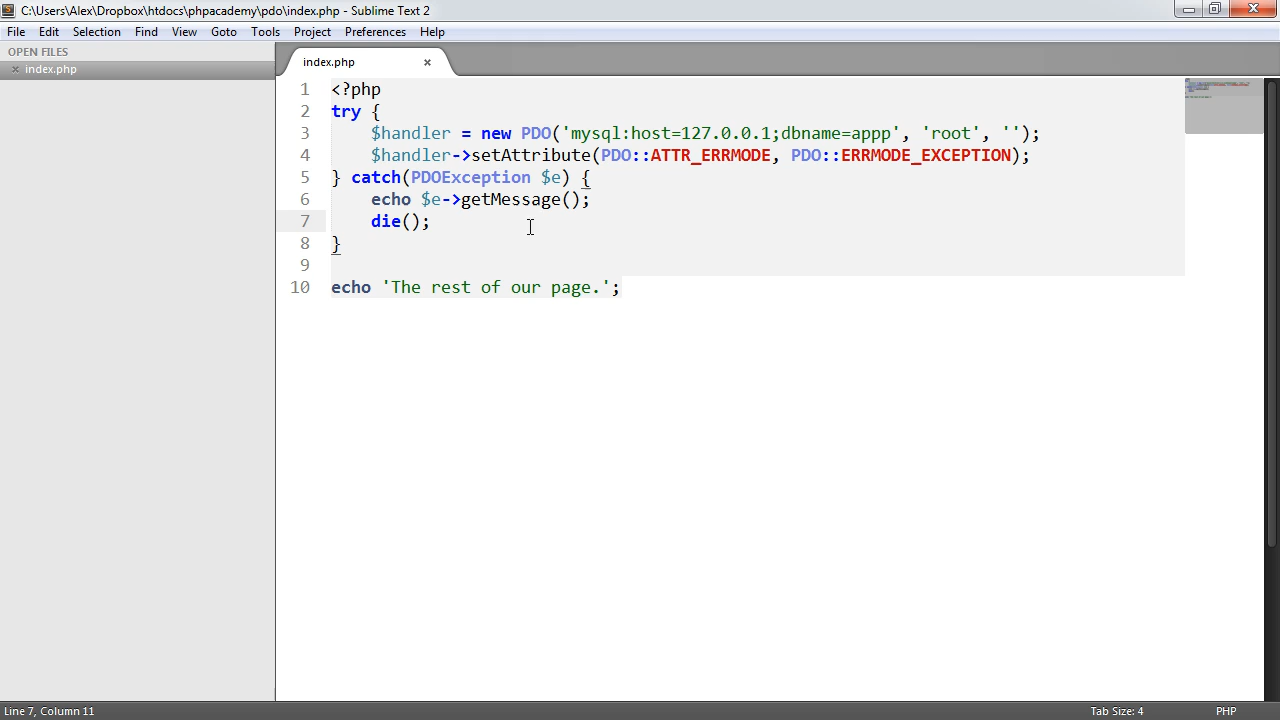 C:\Users\Alex\Dropbox\htdocs\phpacademy\pdo\index.php - Sublime Text 2
File Edit Selection Find View Goto Tools Project Preferences Help
OPEN FILES
× index.php
index.php ×
1 <?php
2 try {
3 $handler = new PDO('mysql:host=127.0.0.1;dbname=appp', 'root', '');
4 $handler->setAttribute(PDO::ATTR_ERRMODE, PDO::ERRMODE_EXCEPTION);
5 } catch(PDOException $e) {
6 echo $e->getMessage();
7 die();
8 }
9
10 echo 'The rest of our page.';
Line 7, Column 11 Tab Size: 4 PHP